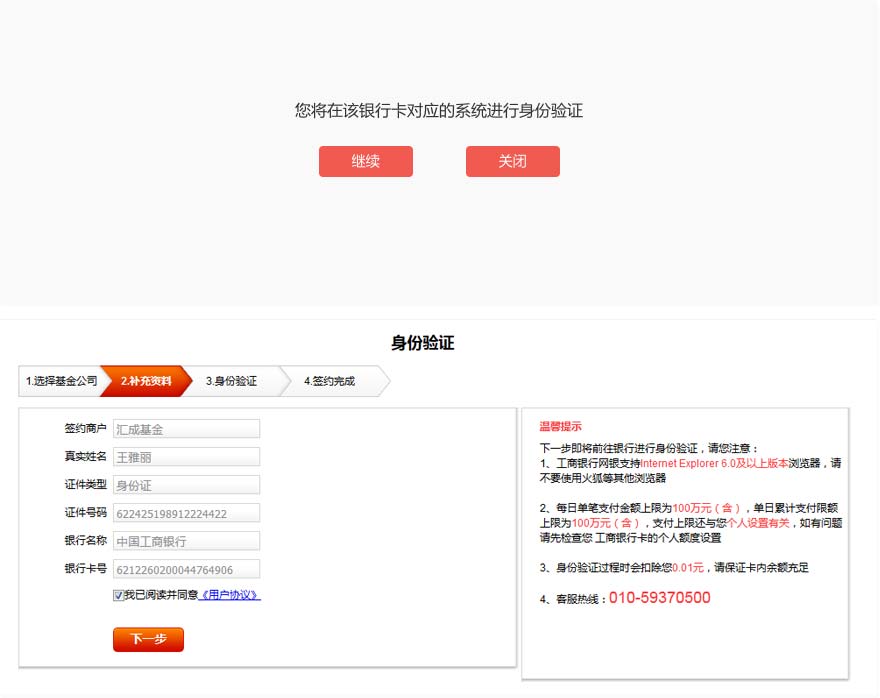 您将在该银行卡对应的系统进行身份验证
继续
关闭
身份验证
1.选择基金公司
2.补充资料
3.身份验证
4.签约完成
签约商户 汇成基金
真实姓名 王雅丽
证件类型 身份证
证件号码 622425198912224422
银行名称 中国工商银行
银行卡号 6212260200044764906
我已阅读并同意《用户协议》
下一步
温馨提示
下一步即将前往银行进行身份验证，请您注意：
1、工商银行网银支持Internet Explorer 6.0及以上版本浏览器，请
不要使用火狐等其他浏览器
2、每日单笔支付金额上限为100万元（含），单日累计支付限额
上限为100万元（含），支付上限还与您个人设置有关，如有问题
请先检查您 工商银行卡的个人额度设置
3、身份验证过程时会扣除您0.01元，请保证卡内余额充足
4、客服热线：010-59370500